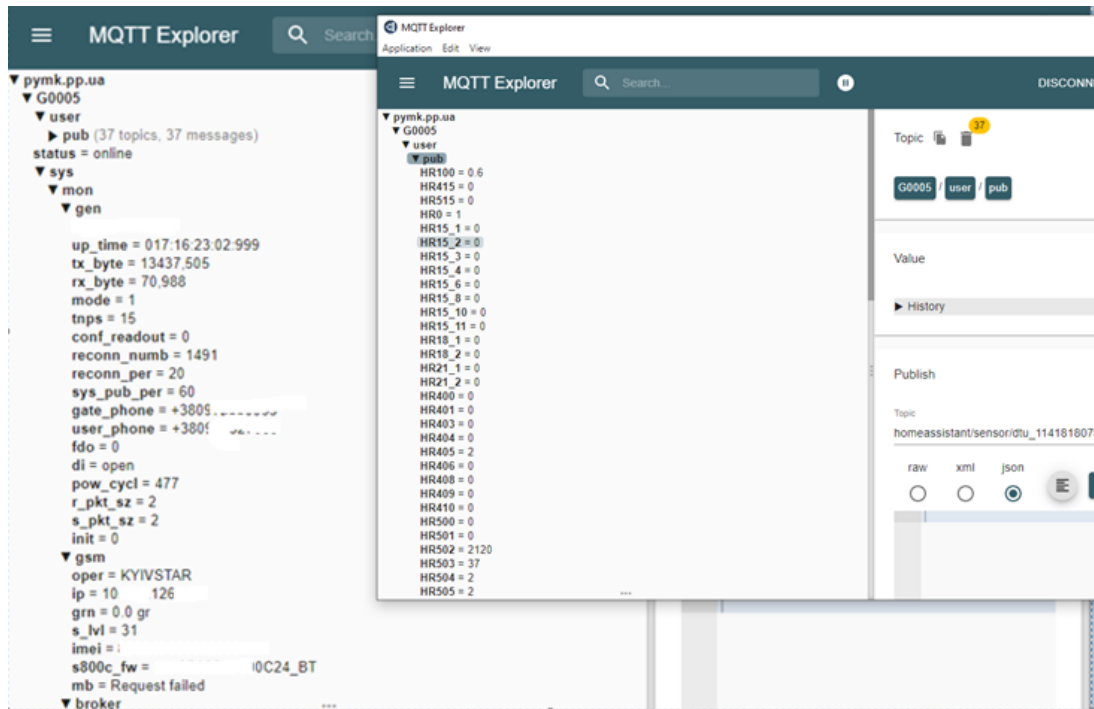 MQTT Explorer
Search
▼ pymk.pp.ua
▼ G0005
▼ user
▶ pub (37 topics, 37 messages)
status = online
▼ sys
▼ mon
▼ gen
up_time = 017:16:23:02:999
tx_byte = 13437,505
rx_byte = 70,988
mode = 1
tnps = 15
conf_readout = 0
reconn_numb = 1491
reconn_per = 20
sys_pub_per = 60
gate_phone = +3809
user_phone = +380
fdo = 0
di = open
pow_cycl = 477
r_pkt_sz = 2
s_pkt_sz = 2
init = 0
▼ gsm
oper = KYIVSTAR
ip = 10 .126
grn = 0.0 gr
s_lvl = 31
imei =
s800c_fw = 0C24_BT
mb = Request failed
▼ broker
MQTT Explorer
Application Edit View
MQTT Explorer
Search...
DISCONN
▼ pymk.pp.ua
▼ G0005
▼ user
▼ pub
HR100 = 0.6
HR415 = 0
HR515 = 0
HR0 = 1
HR15_1 = 0
HR15_2 = 0
HR15_3 = 0
HR15_4 = 0
HR15_6 = 0
HR15_8 = 0
HR15_10 = 0
HR15_11 = 0
HR18_1 = 0
HR18_2 = 0
HR21_1 = 0
HR21_2 = 0
HR400 = 0
HR401 = 0
HR403 = 0
HR404 = 0
HR405 = 2
HR406 = 0
HR408 = 0
HR409 = 0
HR410 = 0
HR500 = 0
HR501 = 0
HR502 = 2120
HR503 = 37
HR504 = 2
HR505 = 2
Topic 37
G0005 / user / pub
Value
▶ History
Publish
Topic
homeassistant/sensor/dtu_114181807
raw xml json